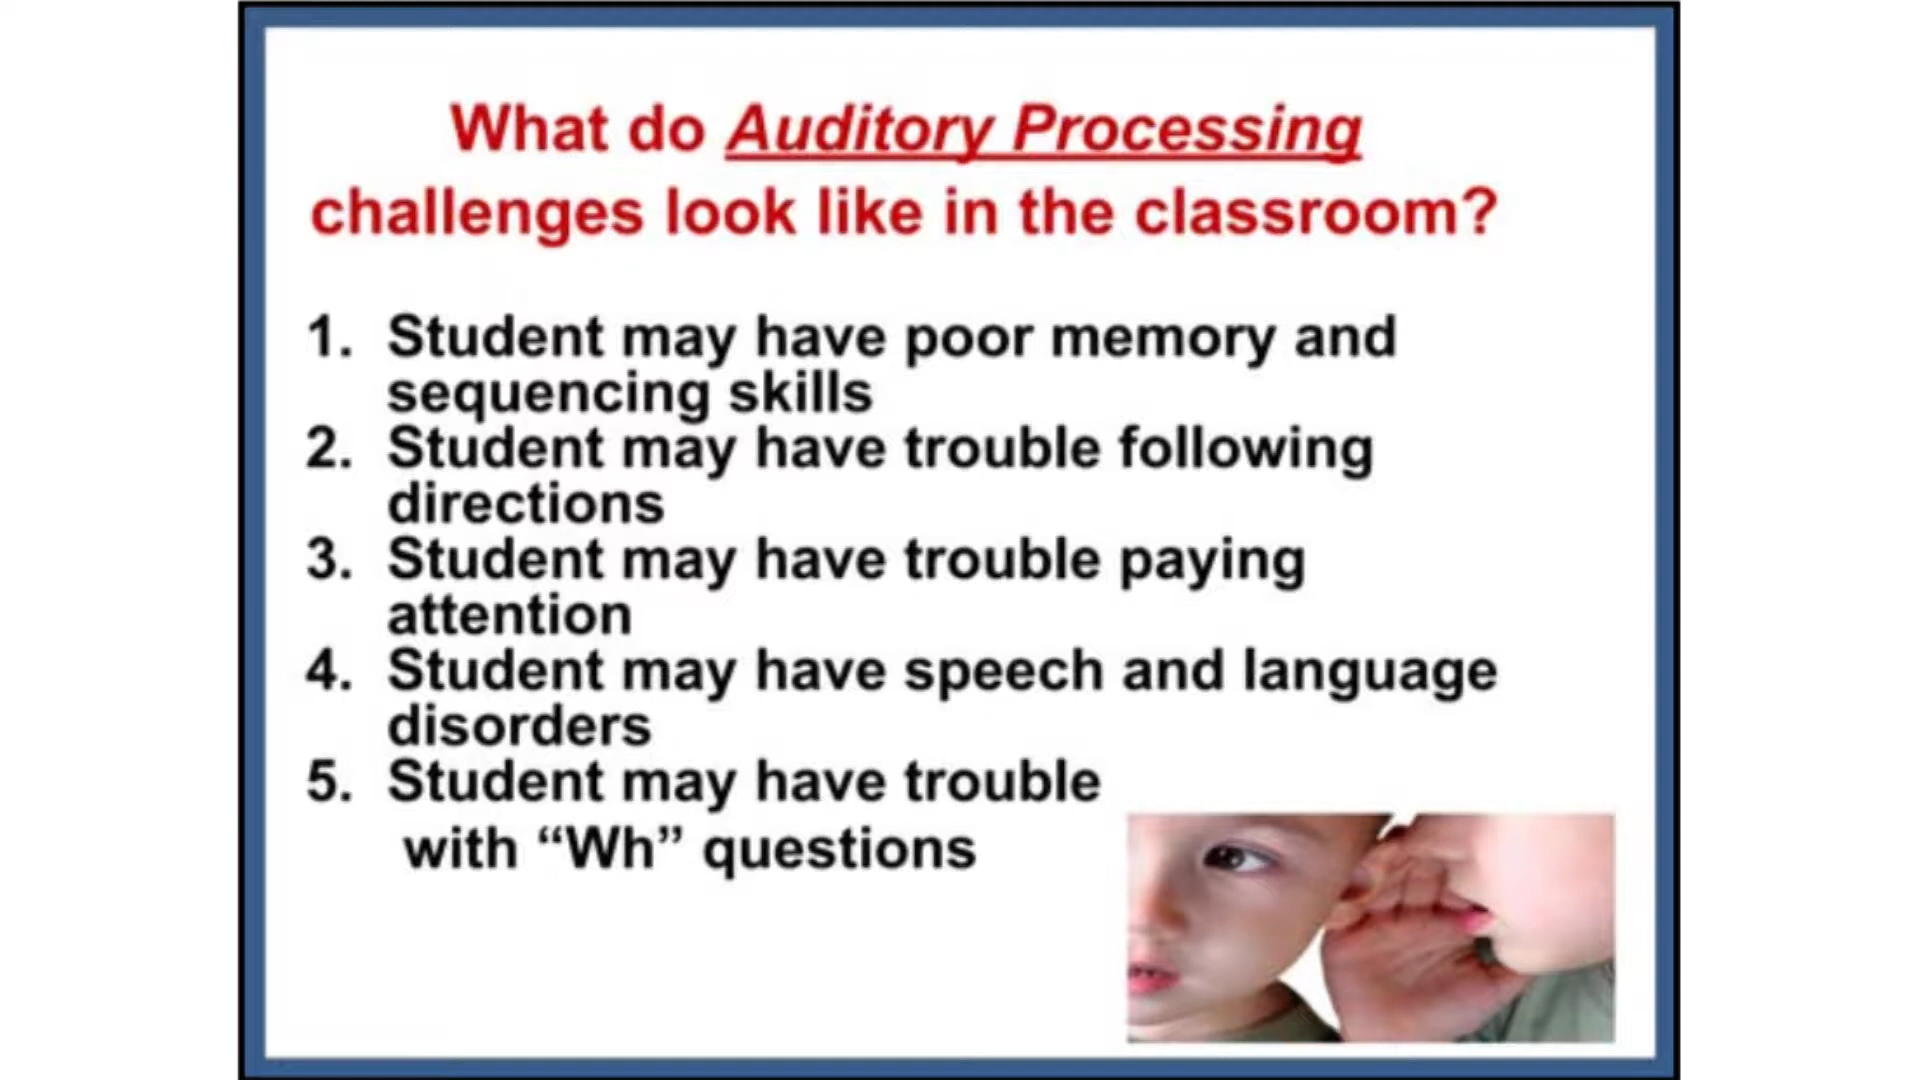 What do Auditory Processing
challenges look like in the classroom?
1. Student may have poor memory and
sequencing skills
2. Student may have trouble following
directions
3. Student may have trouble paying
attention
4. Student may have speech and language
disorders
5. Student may have trouble
with “Wh” questions